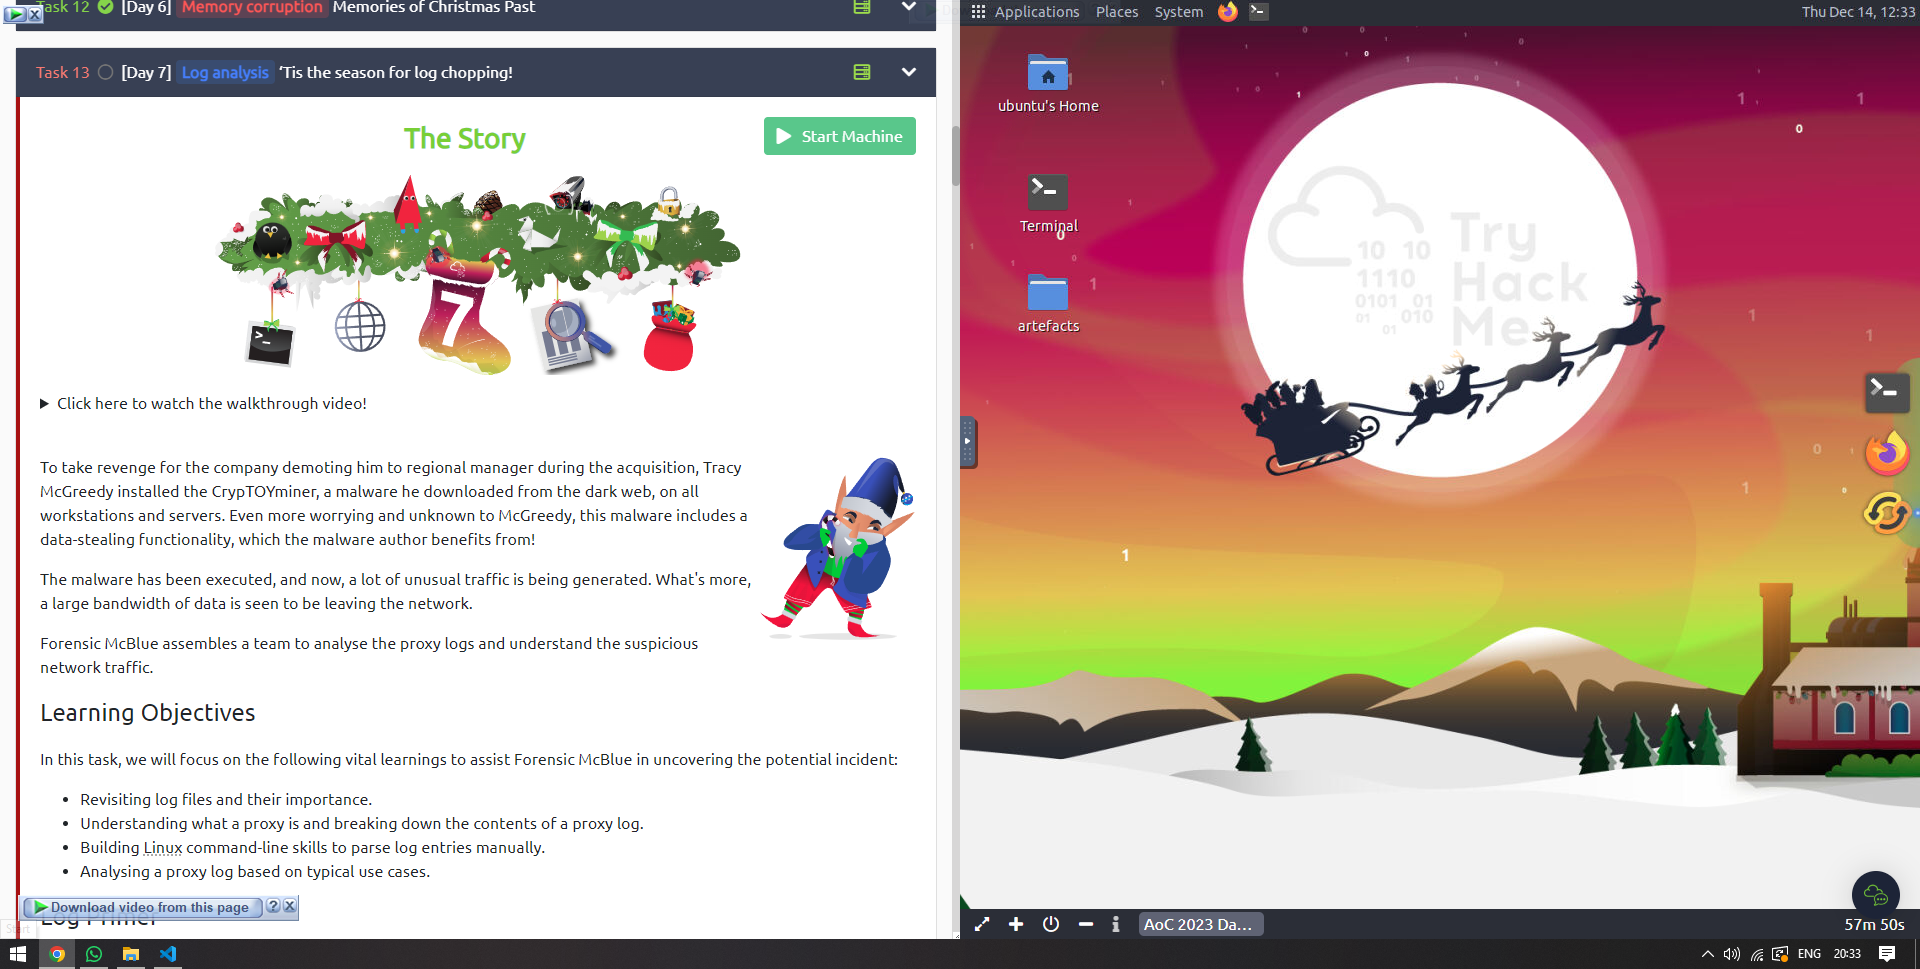 Task 12 [Day 6] Memory corruption Memories of Christmas Past
Task 13 [Day 7] Log analysis ‘Tis the season for log chopping!
The Story
Start Machine
7
>_
Click here to watch the walkthrough video!
To take revenge for the company demoting him to regional manager during the acquisition, Tracy
McGreedy installed the CrypTOYminer, a malware he downloaded from the dark web, on all
workstations and servers. Even more worrying and unknown to McGreedy, this malware includes a
data-stealing functionality, which the malware author benefits from!
The malware has been executed, and now, a lot of unusual traffic is being generated. What's more,
a large bandwidth of data is seen to be leaving the network.
Forensic McBlue assembles a team to analyse the proxy logs and understand the suspicious
network traffic.
Learning Objectives
In this task, we will focus on the following vital learnings to assist Forensic McBlue in uncovering the potential incident:
• Revisiting log files and their importance.
• Understanding what a proxy is and breaking down the contents of a proxy log.
• Building Linux command-line skills to parse log entries manually.
• Analysing a proxy log based on typical use cases.
Download video from this page ? X
Log Primer
Start
Applications Places System
Thu Dec 14, 12:33
ubuntu's Home
Terminal
artefacts
Try
Hack
Me
10 10
1110
0101 01
01 010
01
AoC 2023 Da...
57m 50s
ENG 20:33